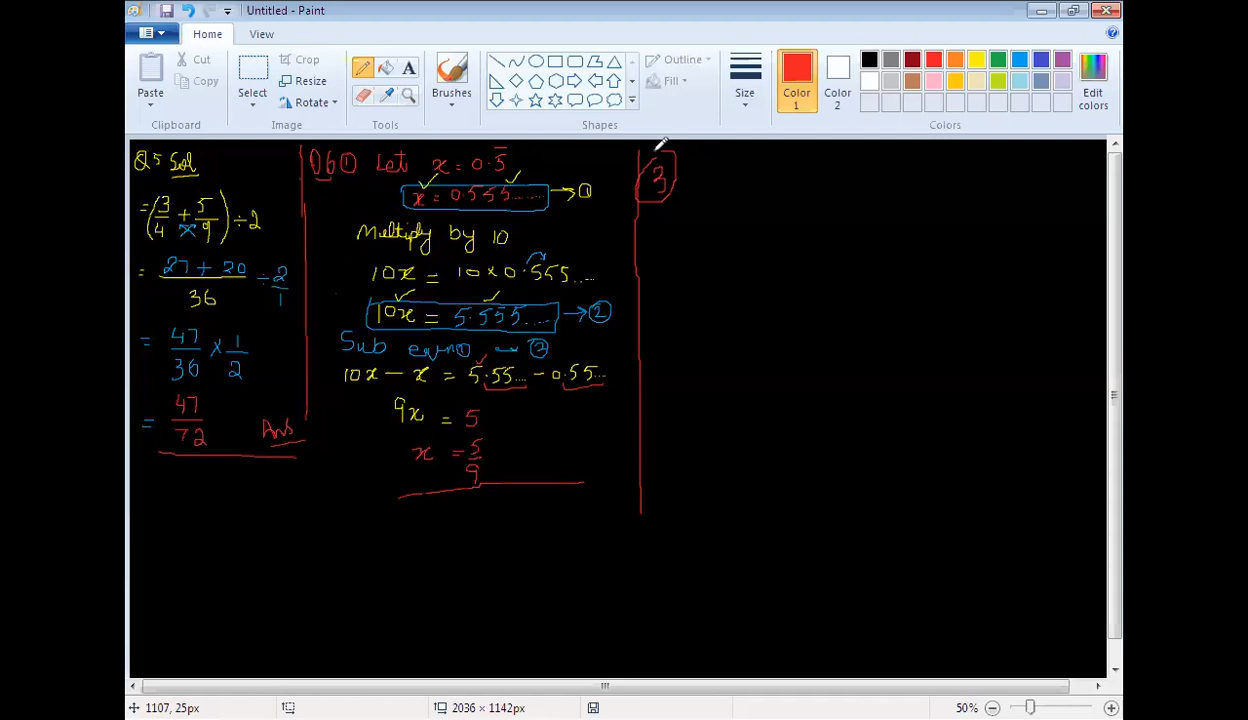 Untitled - Paint
Home View
Paste
Cut
Copy
Clipboard
Select
Crop
Resize
Rotate
Image
A
Tools
Brushes
Outline
Fill
Shapes
Size
Color 1
Color 2
Edit colors
Colors
Q5 Sol
= (3/4 + 5/9) ÷ 2
= 27 + 20 / 36 ÷ 2/1
= 47/36 × 1/2
= 47/72 Ans
Q6 ① Let x = 0.5̅
x = 0.555...... → ①
Multiply by 10
10x = 10 × 0.555....
10x = 5.555.... → ②
Sub eqn ①
10x - x = 5.55... - 0.55...
9x = 5
x = 5/9
3
1107, 25px
2036 × 1142px
50%